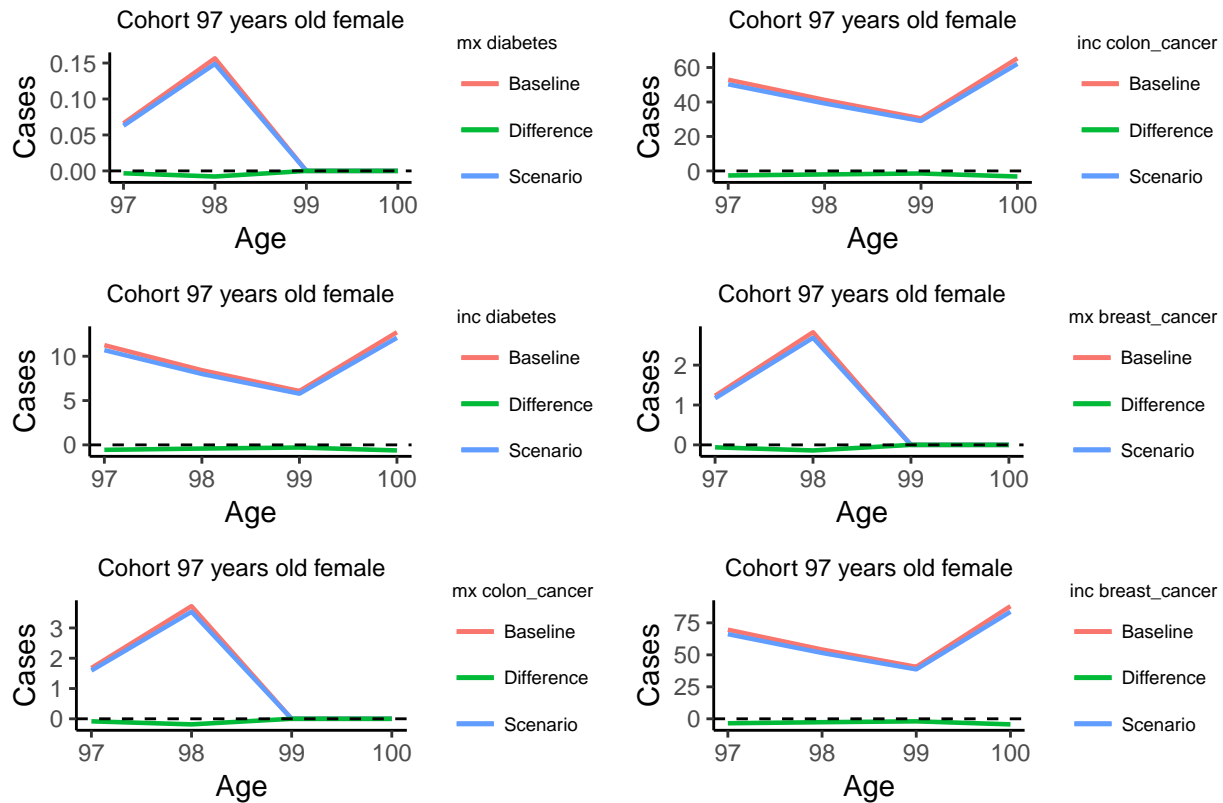 Cohort 97 years old female
Cases
0.15
0.10
0.05
0.00
97 98 99 100
Age
mx diabetes
Baseline
Difference
Scenario
Cohort 97 years old female
Cases
60
40
20
0
97 98 99 100
Age
inc colon_cancer
Baseline
Difference
Scenario
Cohort 97 years old female
Cases
10
5
0
97 98 99 100
Age
inc diabetes
Baseline
Difference
Scenario
Cohort 97 years old female
Cases
2
1
0
97 98 99 100
Age
mx breast_cancer
Baseline
Difference
Scenario
Cohort 97 years old female
Cases
3
2
1
0
97 98 99 100
Age
mx colon_cancer
Baseline
Difference
Scenario
Cohort 97 years old female
Cases
75
50
25
0
97 98 99 100
Age
inc breast_cancer
Baseline
Difference
Scenario